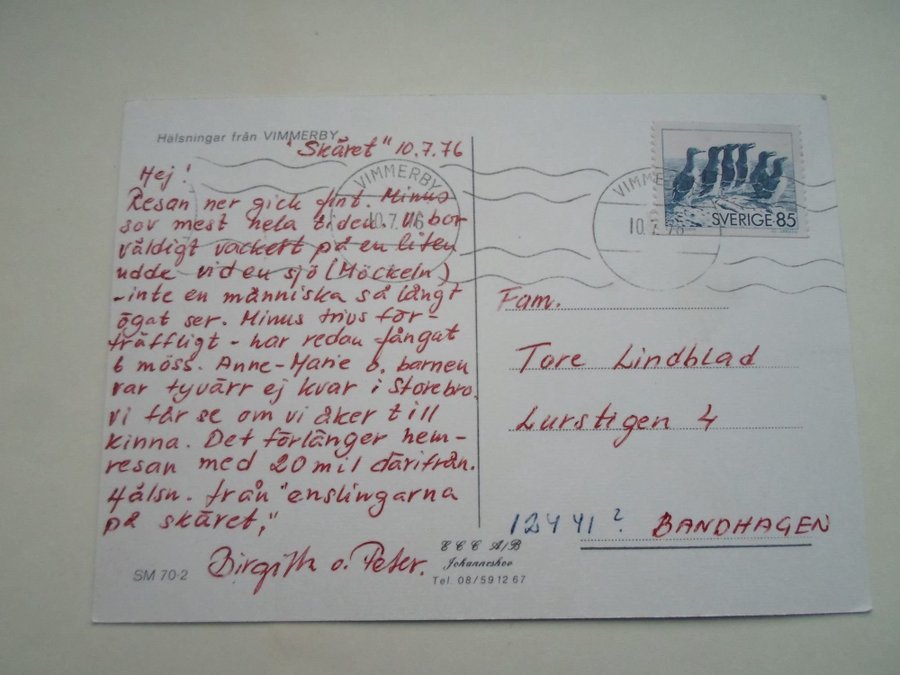 Hälsningar från VIMMERBY
"Skäret" 10.7.76
Hej!
Resan ner gick fint. Minus
sov mest hela tiden. Vi bor
väldigt vackert på en liten
udde vid en sjö (Möckeln)
-inte en människa så långt
ögat ser. Minus trivs för-
träffligt - har redan fångat
6 möss. Anne-Marie o. barnen
var tyvärr ej kvar i Storebro.
vi får se om vi åker till
kinna. Det förlänger hem-
resan med 20 mil därifrån.
Hälsn. från "enslingarna
på skäret,"
Birgitta o. Peter.
SM 70-2
VIMMERBY
10.7.76
VIMMERBY
10.7.76
SVERIGE 85
Fam.
Tore Lindblad
Lurstigen 4
12441? BANDHAGEN
C C C A/B
Johanneshov
Tel. 08/59 12 67